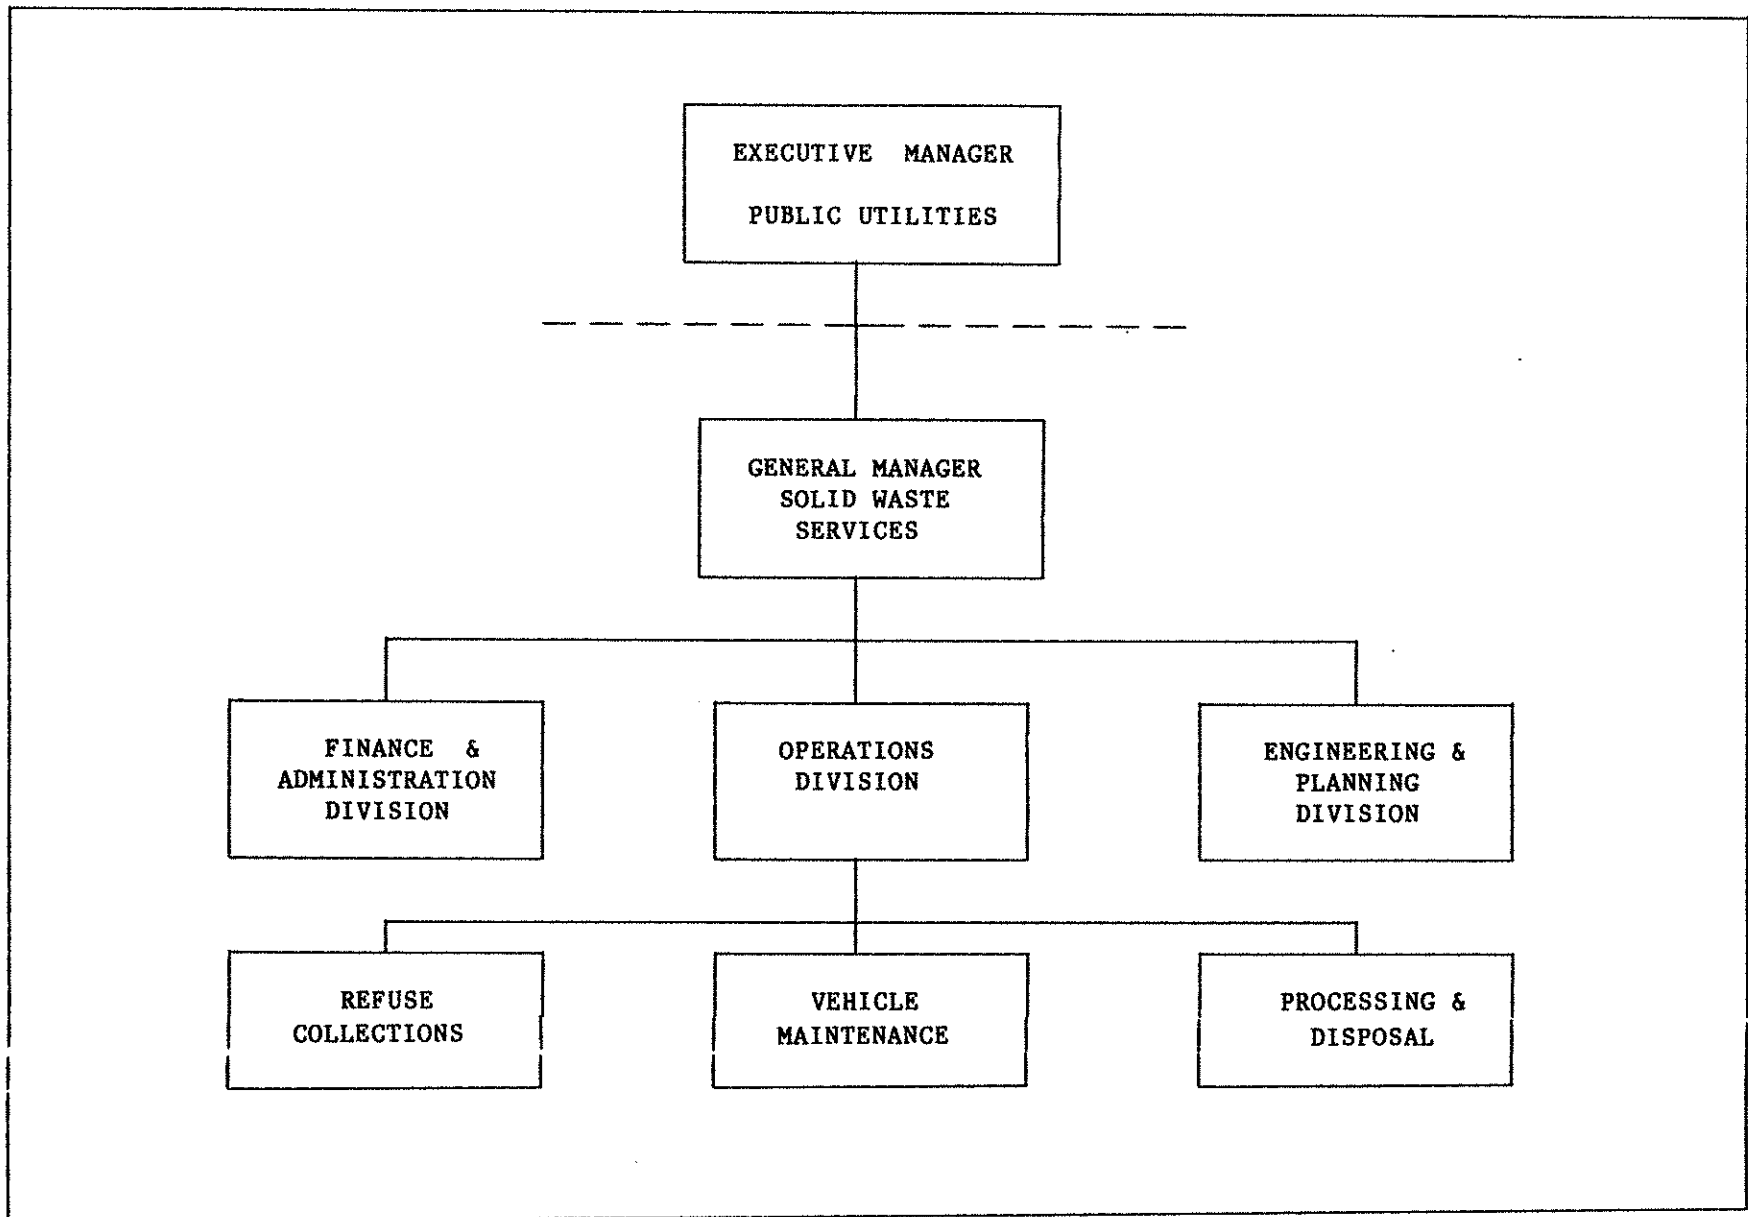 EXECUTIVE MANAGER
PUBLIC UTILITIES
GENERAL MANAGER
SOLID WASTE
SERVICES
FINANCE &
ADMINISTRATION
DIVISION
OPERATIONS
DIVISION
ENGINEERING &
PLANNING
DIVISION
REFUSE
COLLECTIONS
VEHICLE
MAINTENANCE
PROCESSING &
DISPOSAL